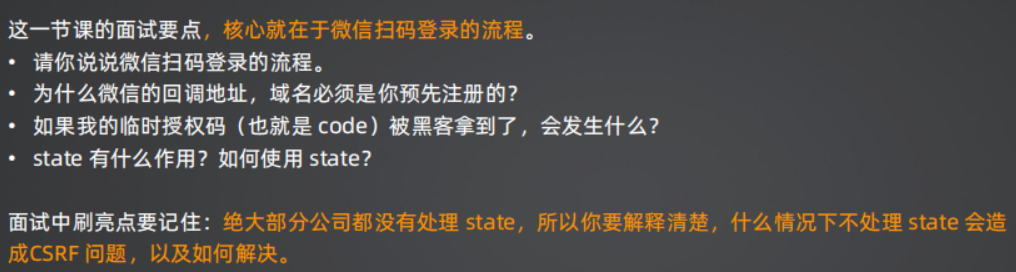 这一节课的面试要点，核心就在于微信扫码登录的流程。
• 请你说说微信扫码登录的流程。
• 为什么微信的回调地址，域名必须是你预先注册的？
• 如果我的临时授权码（也就是 code）被黑客拿到了，会发生什么？
• state 有什么作用？如何使用 state？
面试中刷亮点要记住：绝大部分公司都没有处理 state，所以你要解释清楚，什么情况下不处理 state 会造
成CSRF 问题，以及如何解决。